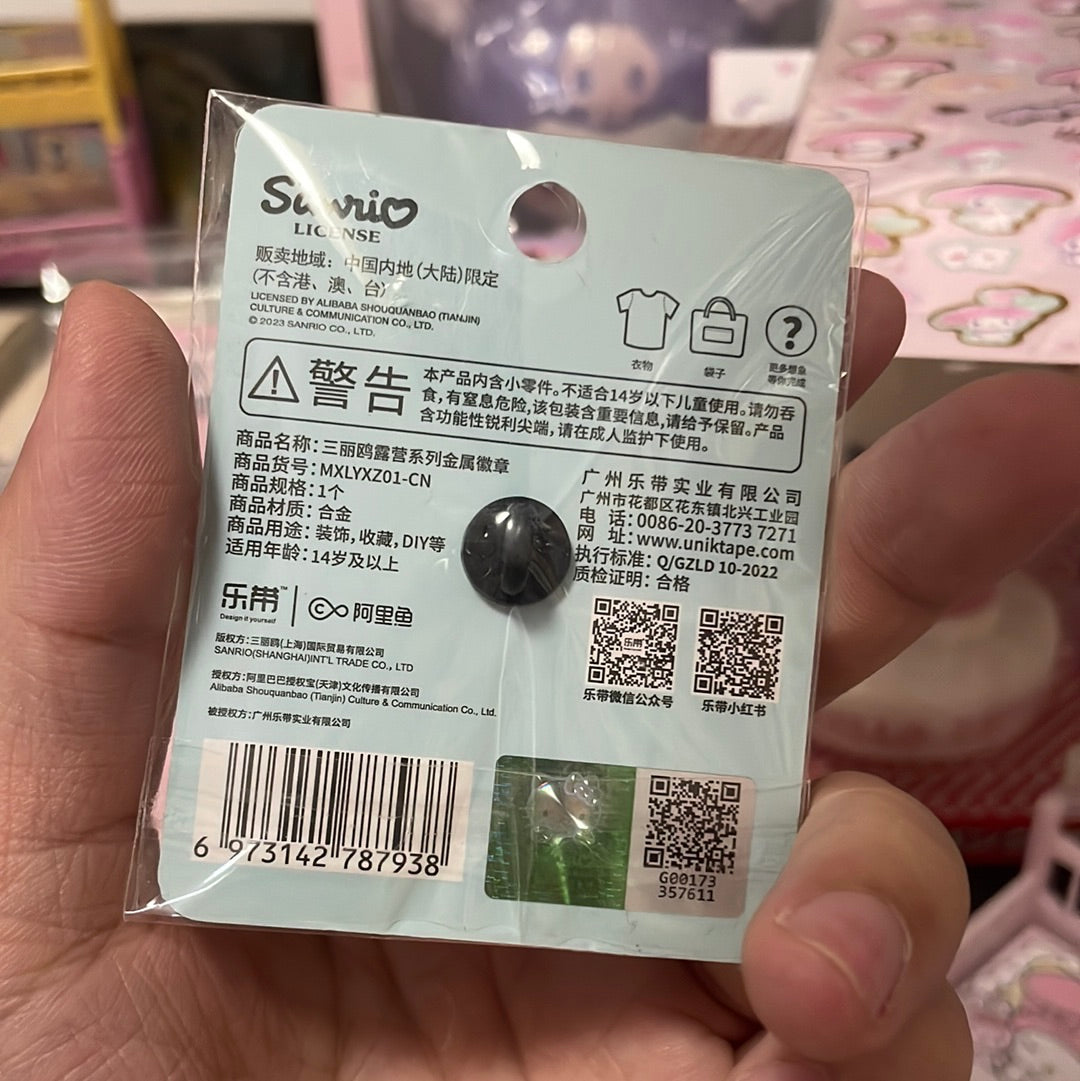 Sanrio
LICENSE
贩卖地域：中国内地(大陆)限定
(不含港、澳、台)
LICENSED BY ALIBABA SHOUQUANBAO (TIANJIN)
CULTURE & COMMUNICATION CO., LTD.
© 2023 SANRIO CO., LTD.
衣物
袋子
更多想象
等你完成
警告
本产品内含小零件。不适合14岁以下儿童使用。请勿吞
食，有窒息危险，该包装含重要信息，请给予保留。产品
含功能性锐利尖端，请在成人监护下使用。
商品名称：三丽鸥露营系列金属徽章
商品货号：MXLYXZ01-CN
商品规格：1个
商品材质：合金
商品用途：装饰，收藏，DIY等
适用年龄：14岁及以上
广州乐带实业有限公司
广州市花都区花东镇北兴工业园
电 话：0086-20-3773 7271
网 址：www.uniktape.com
执行标准：Q/GZLD 10-2022
质检证明：合格
乐带™
Design it yourself
阿里鱼
版权方：三丽鸥(上海)国际贸易有限公司
SANRIO(SHANGHAI)INT'L TRADE CO., LTD
授权方：阿里巴巴授权宝(天津)文化传播有限公司
Alibaba Shouquanbao (Tianjin) Culture & Communication Co., Ltd.
被授权方：广州乐带实业有限公司
乐带
乐带微信公众号
乐带小红书
6 973142 787938
G00173
357611